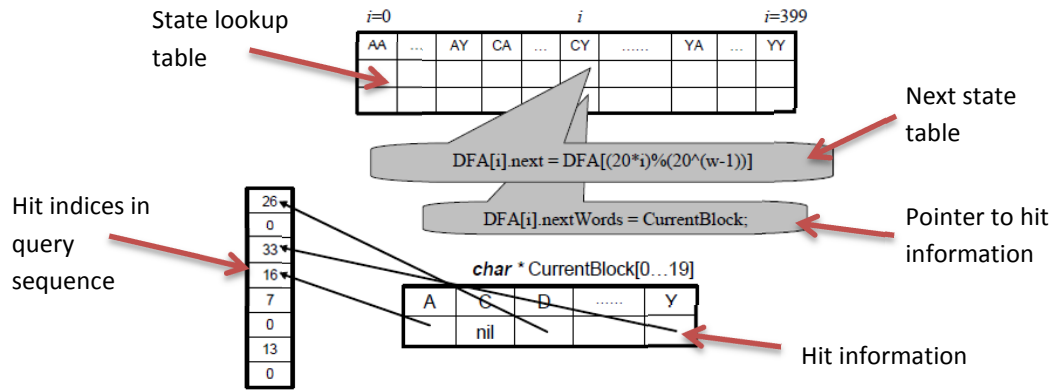 i=0 i i=399
State lookup
table
AA ... AY CA ... CY ...... YA ... YY
Next state
table
DFA[i].next = DFA[(20*i)%(20^(w-1))]
DFA[i].nextWords = CurrentBlock;
Pointer to hit
information
Hit indices in
query
sequence
26
0
33
16
7
0
13
0
char * CurrentBlock[0...19]
A C D ...... Y
nil
Hit information